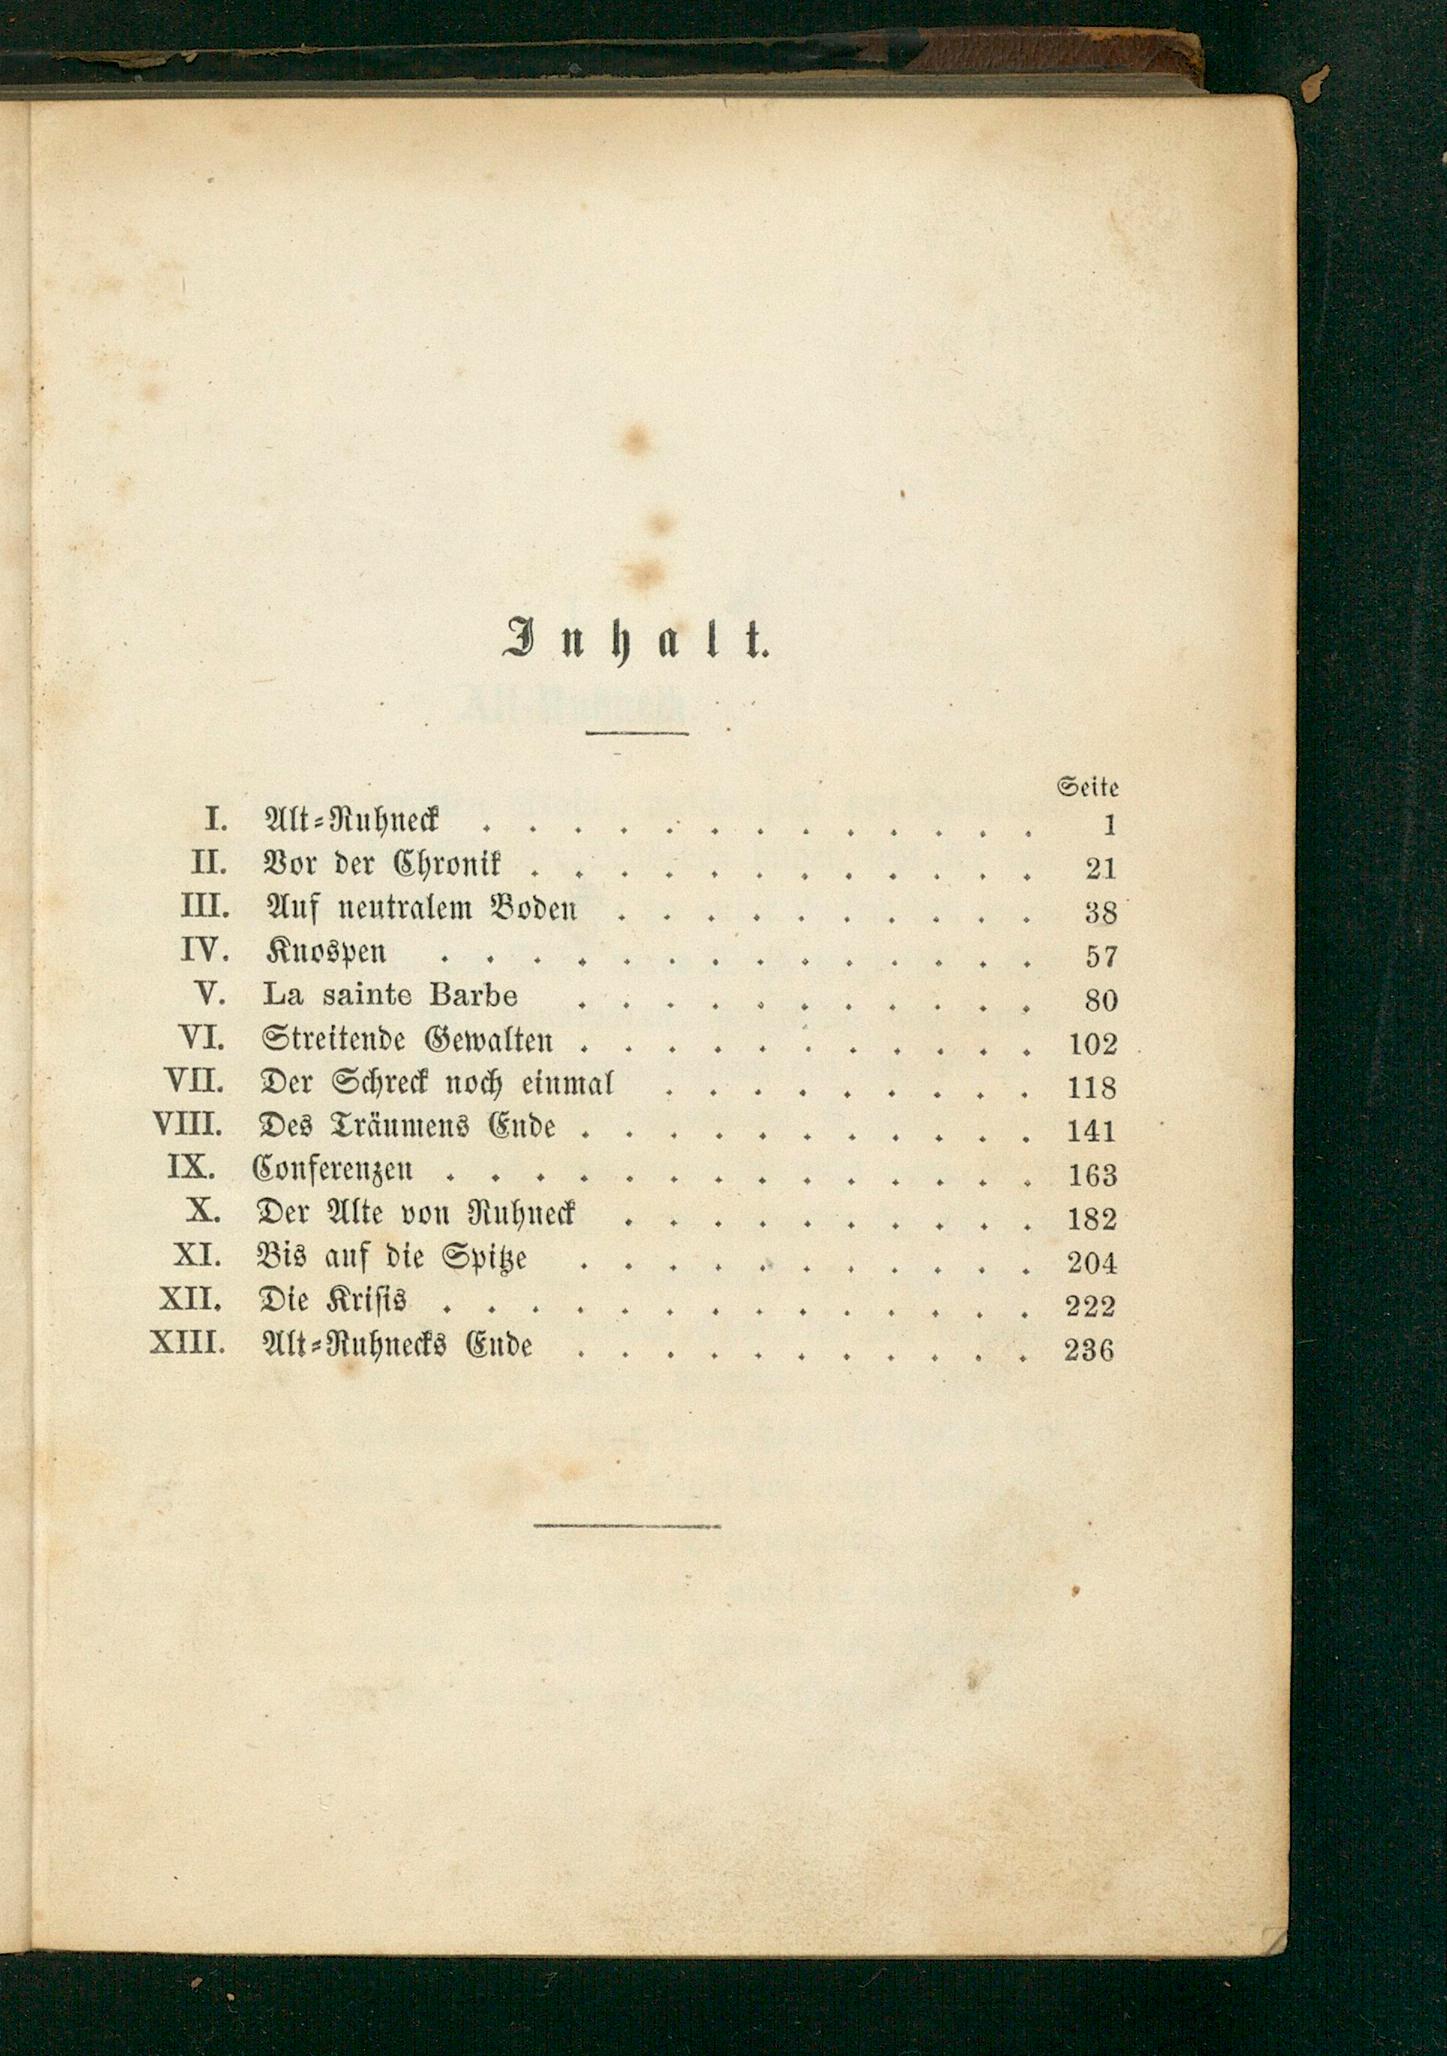 Inhalt.
Seite
I. Alt-Ruhneck . . . . . . . . . . . . . 1
II. Vor der Chronik . . . . . . . . . . . . 21
III. Auf neutralem Boden . . . . . . . . . . 38
IV. Knospen . . . . . . . . . . . . . . 57
V. La sainte Barbe . . . . . . . . . . . 80
VI. Streitende Gewalten . . . . . . . . . . . 102
VII. Der Schreck noch einmal . . . . . . . . . 118
VIII. Des Träumens Ende . . . . . . . . . . . 141
IX. Conferenzen . . . . . . . . . . . . . . 163
X. Der Alte von Ruhneck . . . . . . . . . . 182
XI. Bis auf die Spitze . . . . . . . . . . . 204
XII. Die Krisis . . . . . . . . . . . . . . 222
XIII. Alt-Ruhnecks Ende . . . . . . . . . . . 236